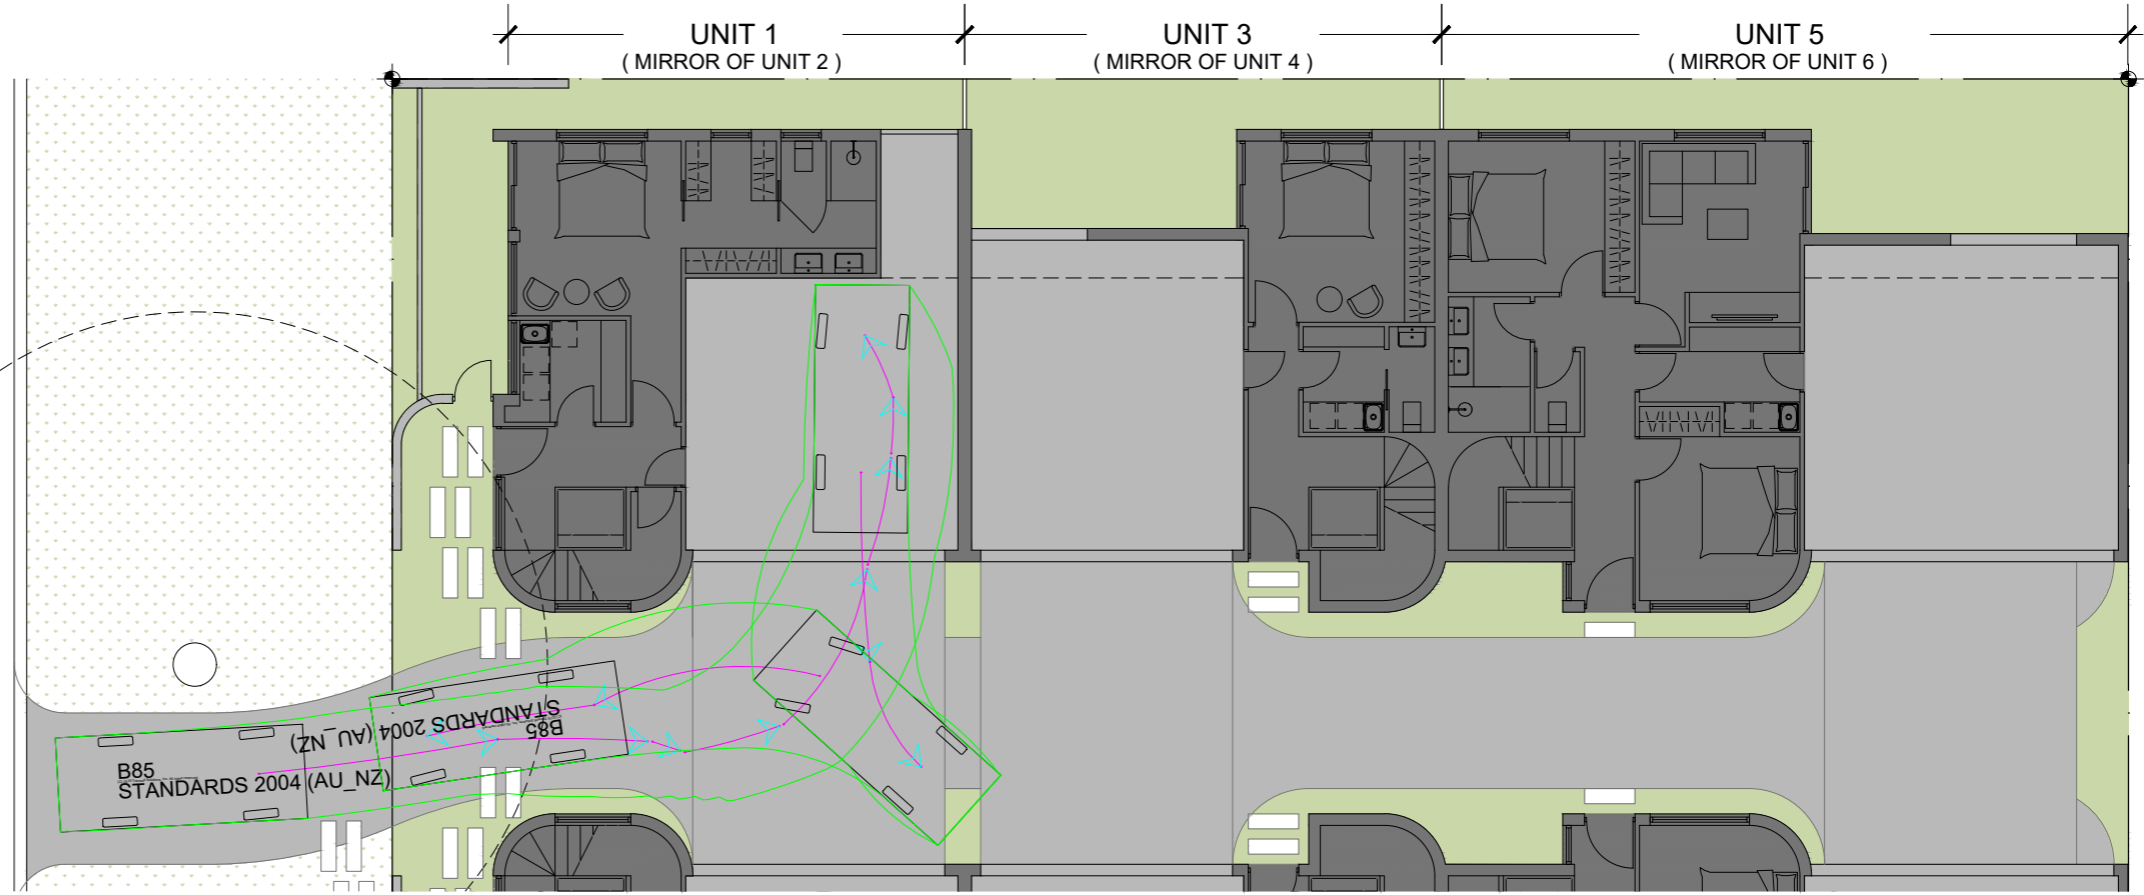 UNIT 1
( MIRROR OF UNIT 2 )
UNIT 3
( MIRROR OF UNIT 4 )
UNIT 5
( MIRROR OF UNIT 6 )
B85
STANDARDS 2004 (AU_NZ)
B85
STANDARDS 2004 (AU_NZ)